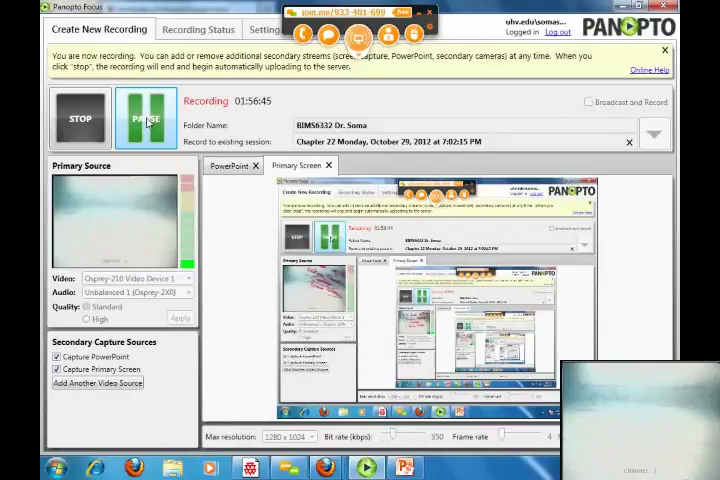 Panopto Focus
join.me/933-401-699 free
Create New Recording
Recording Status
uhv.edu\somas...
Logged in Log out
PANOPTO
You are now recording. You can add or remove additional secondary streams (screen capture, PowerPoint, secondary cameras) at any time. When you
click "stop", the recording will end and begin automatically uploading to the server.
Online Help
STOP
PAUSE
Recording 01:56:45
Broadcast and Record
Folder Name: BIMS6332 Dr. Soma
Record to existing session: Chapter 22 Monday, October 29, 2012 at 7:02:15 PM
Primary Source
PowerPoint
Primary Screen
Video: Osprey-210 Video Device 1
Audio: Unbalanced 1 (Osprey-2X0)
Quality: Standard
High
Apply
Secondary Capture Sources
Capture PowerPoint
Capture Primary Screen
Add Another Video Source
Max resolution: 1280 x 1024 Bit rate (kbps): 350 Frame rate 4
CHANNEL 1